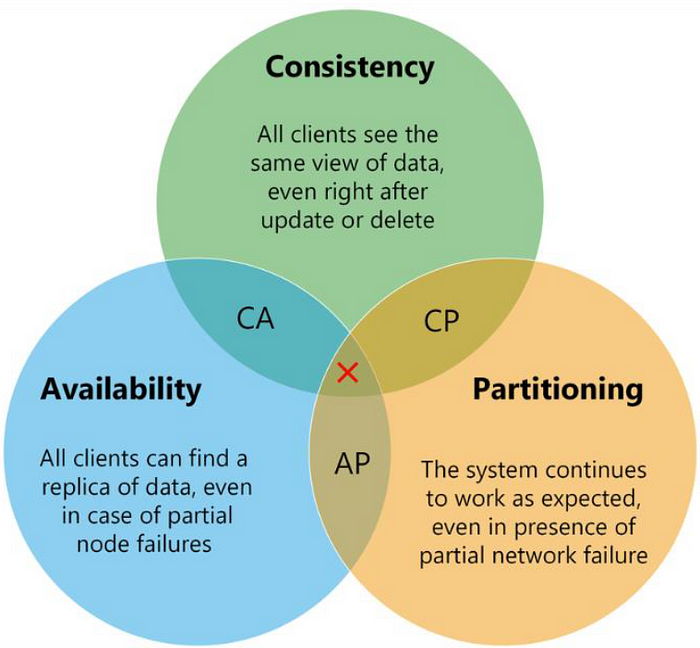 Consistency
All clients see the
same view of data,
even right after
update or delete
CA
CP
Availability
All clients can find a
replica of data, even
in case of partial
node failures
AP
Partitioning
The system continues
to work as expected,
even in presence of
partial network failure